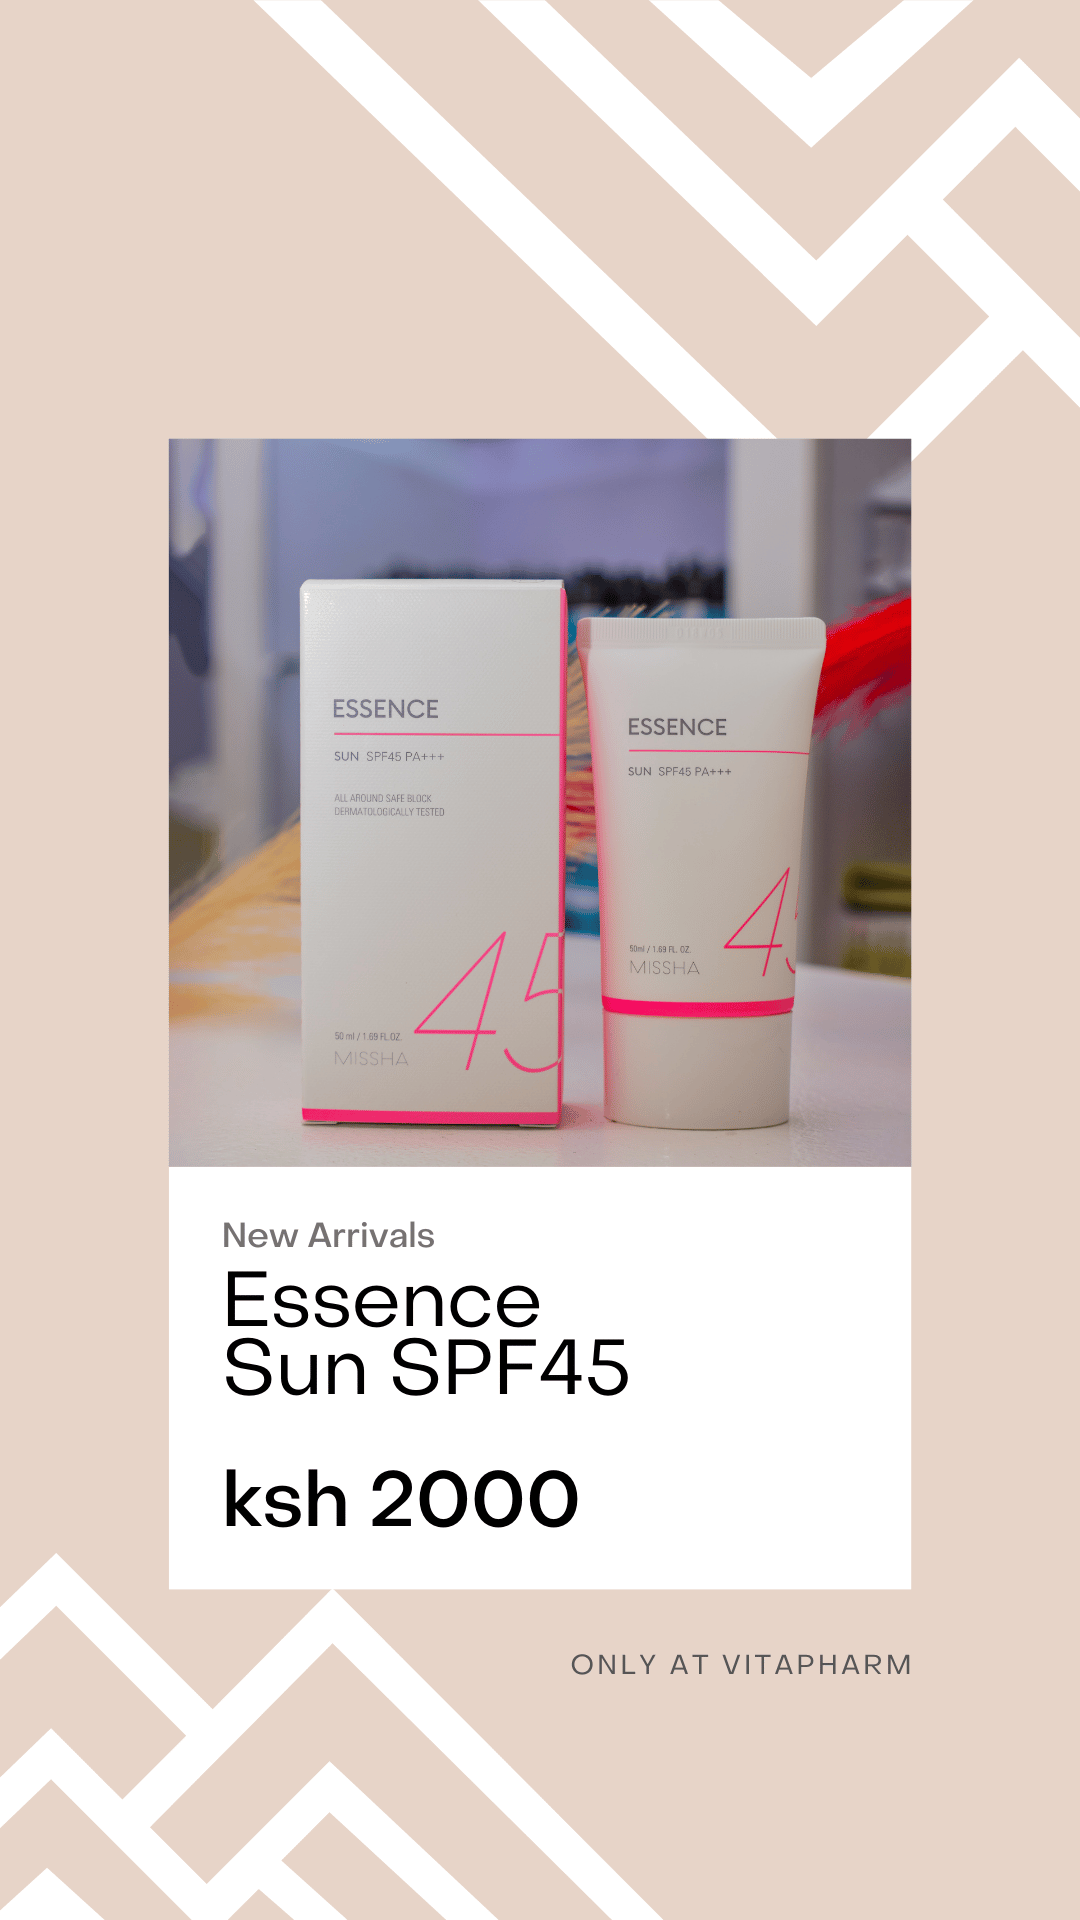 ESSENCE
SUN SPF45 PA+++
ALL AROUND SAFE BLOCK
DERMATOLOGICALLY TESTED
45
50 ml / 1.69 FL.OZ.
MISSHA
ESSENCE
SUN SPF45 PA+++
45
50ml / 1.69 FL. OZ.
MISSHA
New Arrivals
Essence
Sun SPF45
ksh 2000
ONLY AT VITAPHARM